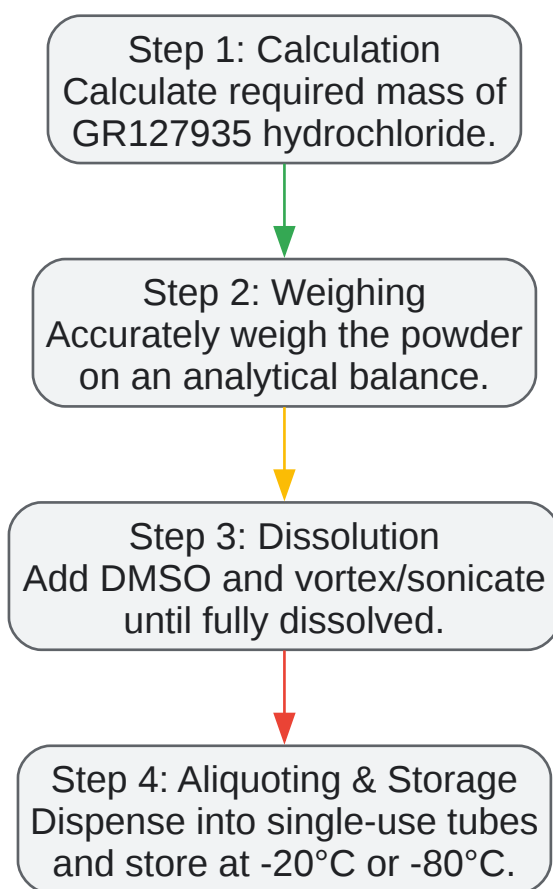 Step 1: Calculation
Calculate required mass of
GR127935 hydrochloride.
Step 2: Weighing
Accurately weigh the powder
on an analytical balance.
Step 3: Dissolution
Add DMSO and vortex/sonicate
until fully dissolved.
Step 4: Aliquoting & Storage
Dispense into single-use tubes
and store at -20°C or -80°C.